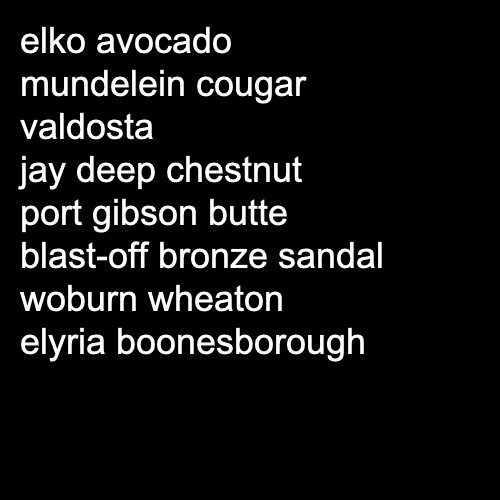 elko avocado
mundelein cougar
valdosta
jay deep chestnut
port gibson butte
blast-off bronze sandal
woburn wheaton
elyria boonesborough